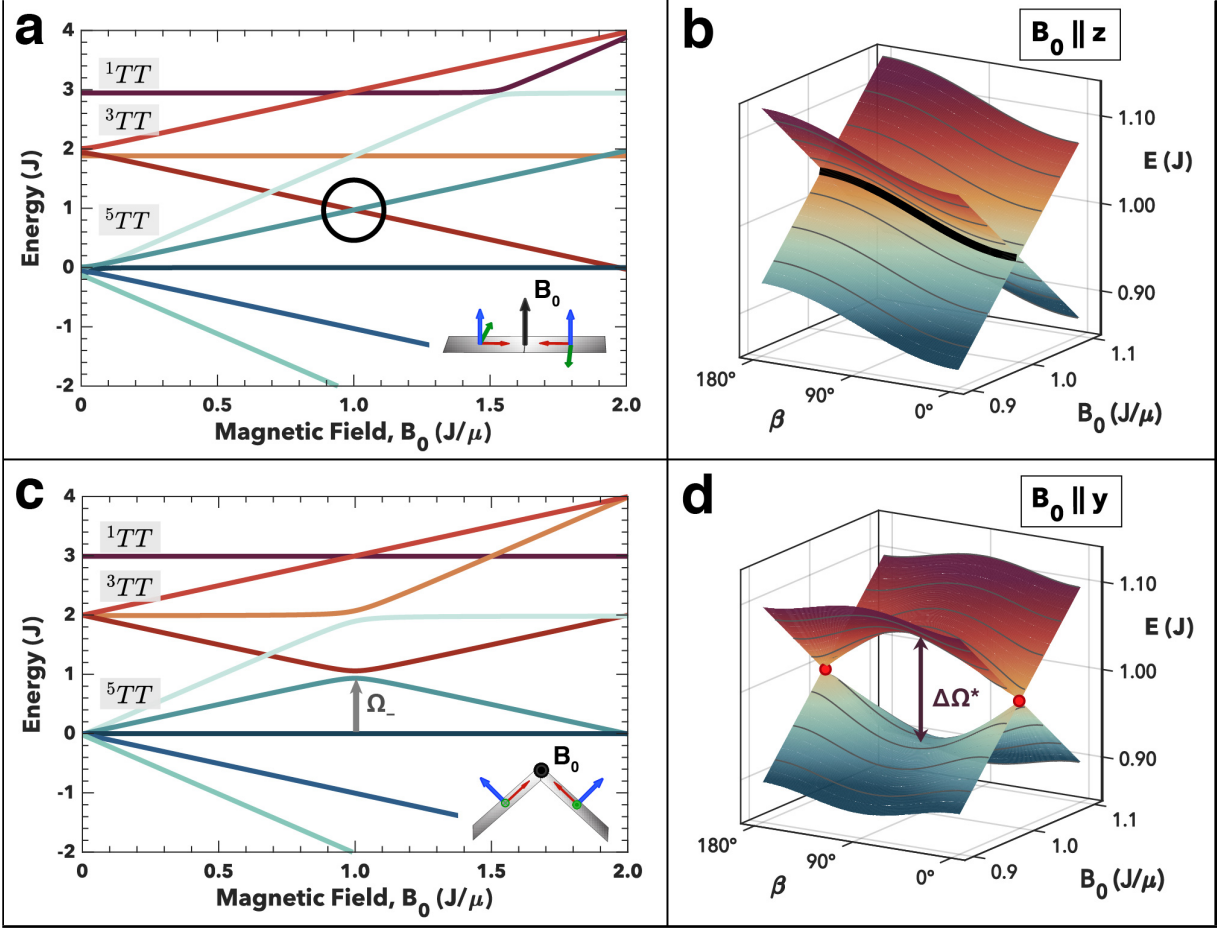 a
4
3
2
1
0
-1
-2
Energy (J)
¹TT
³TT
⁵TT
B₀
0
0.5
1.0
1.5
2.0
Magnetic Field, B₀ (J/μ)
b
B₀ || z
1.10
E (J)
1.00
0.90
180°
90°
0°
β
0.9
1.0
1.1
B₀ (J/μ)
c
4
3
2
1
0
-1
-2
Energy (J)
¹TT
³TT
⁵TT
Ω₋
B₀
0
0.5
1.0
1.5
2.0
Magnetic Field, B₀ (J/μ)
d
B₀ || y
1.10
E (J)
1.00
0.90
ΔΩ*
180°
90°
0°
β
0.9
1.0
1.1
B₀ (J/μ)